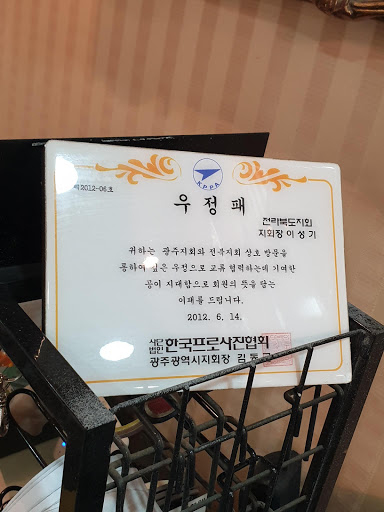 제2012-06호
KPPA
우정패
전라북도지회
지회장 이성기
귀하는 광주지회와 전북지회 상호 방문을
통하여 깊은 우정으로 교류 협력하는데 기여한
공이 지대함으로 회원의 뜻을 담는
이패를 드립니다.
2012. 6. 14.
사단법인 한국프로사진협회
광주광역시지회장 김동